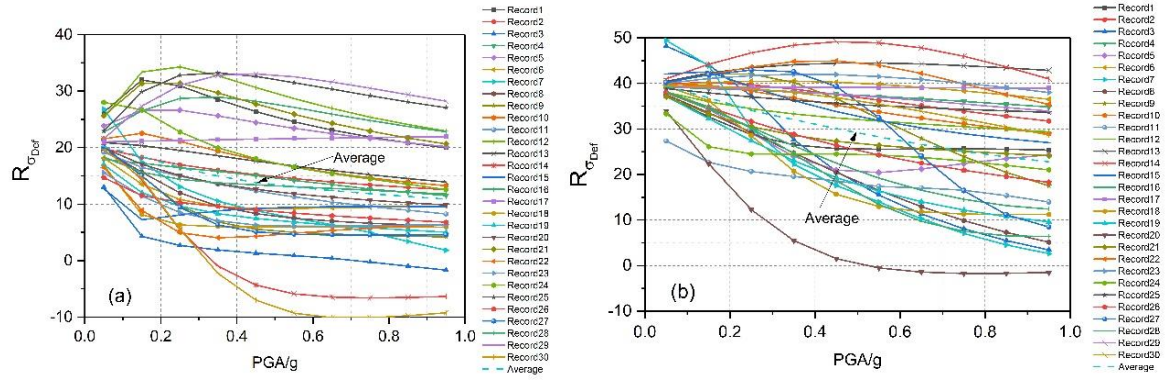 RσDef
40
30
20
10
0
-10
0.0
0.2
0.4
0.6
0.8
1.0
PGA/g
(a)
Average
Record1
Record2
Record3
Record4
Record5
Record6
Record7
Record8
Record9
Record10
Record11
Record12
Record13
Record14
Record15
Record16
Record17
Record18
Record19
Record20
Record21
Record22
Record23
Record24
Record25
Record26
Record27
Record28
Record29
Record30
Average
RσDef
50
40
30
20
10
0
-10
0.0
0.2
0.4
0.6
0.8
1.0
PGA/g
(b)
Average
Record1
Record2
Record3
Record4
Record5
Record6
Record7
Record8
Record9
Record10
Record11
Record12
Record13
Record14
Record15
Record16
Record17
Record18
Record19
Record20
Record21
Record22
Record23
Record24
Record25
Record26
Record27
Record28
Record29
Record30
Average